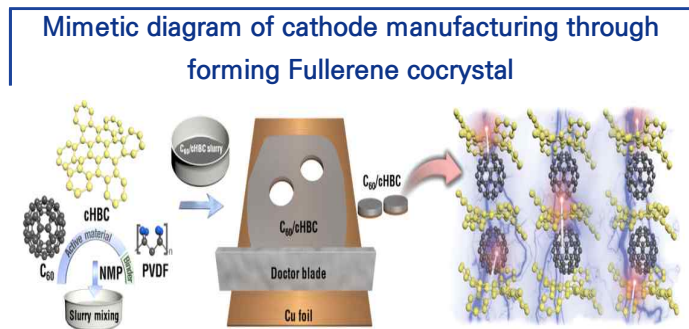 Mimetic diagram of cathode manufacturing through
forming Fullerene cocrystal
cHBC
C₆₀
Active material
Binder
[ ]n
NMP
PVDF
Slurry mixing
C₆₀/cHBC slurry
C₆₀/cHBC
Doctor blade
Cu foil
C₆₀/cHBC